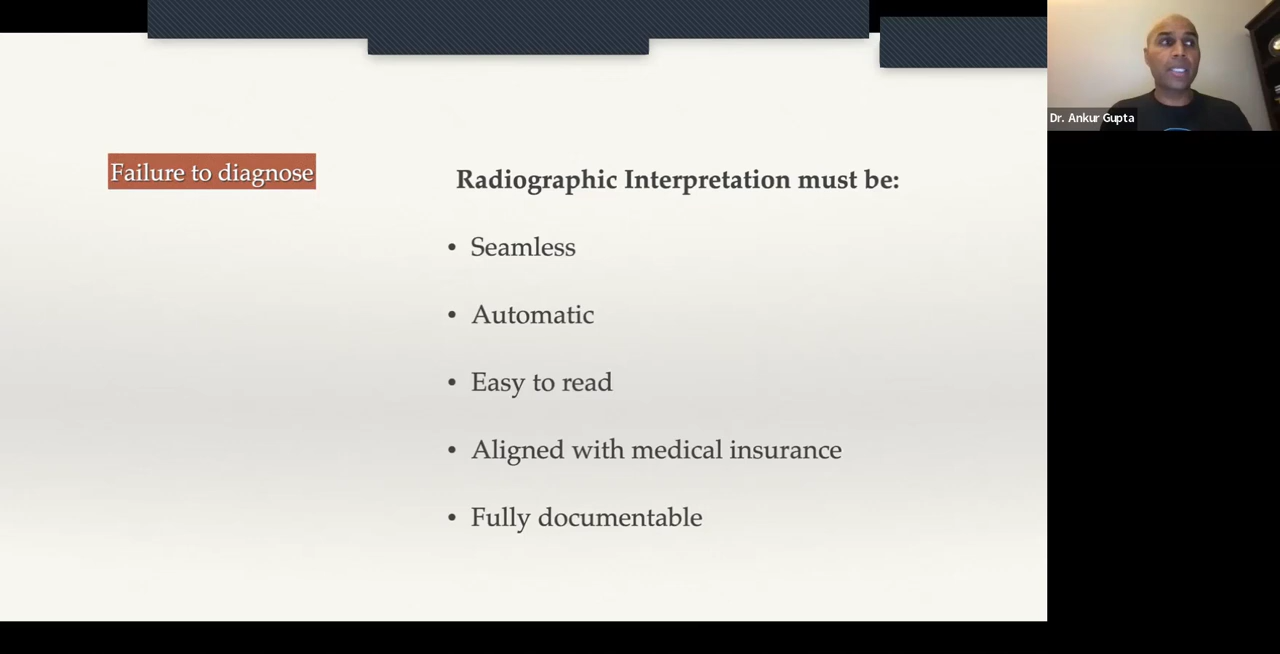 Failure to diagnose
Radiographic Interpretation must be:
• Seamless
• Automatic
• Easy to read
• Aligned with medical insurance
• Fully documentable
Dr. Ankur Gupta